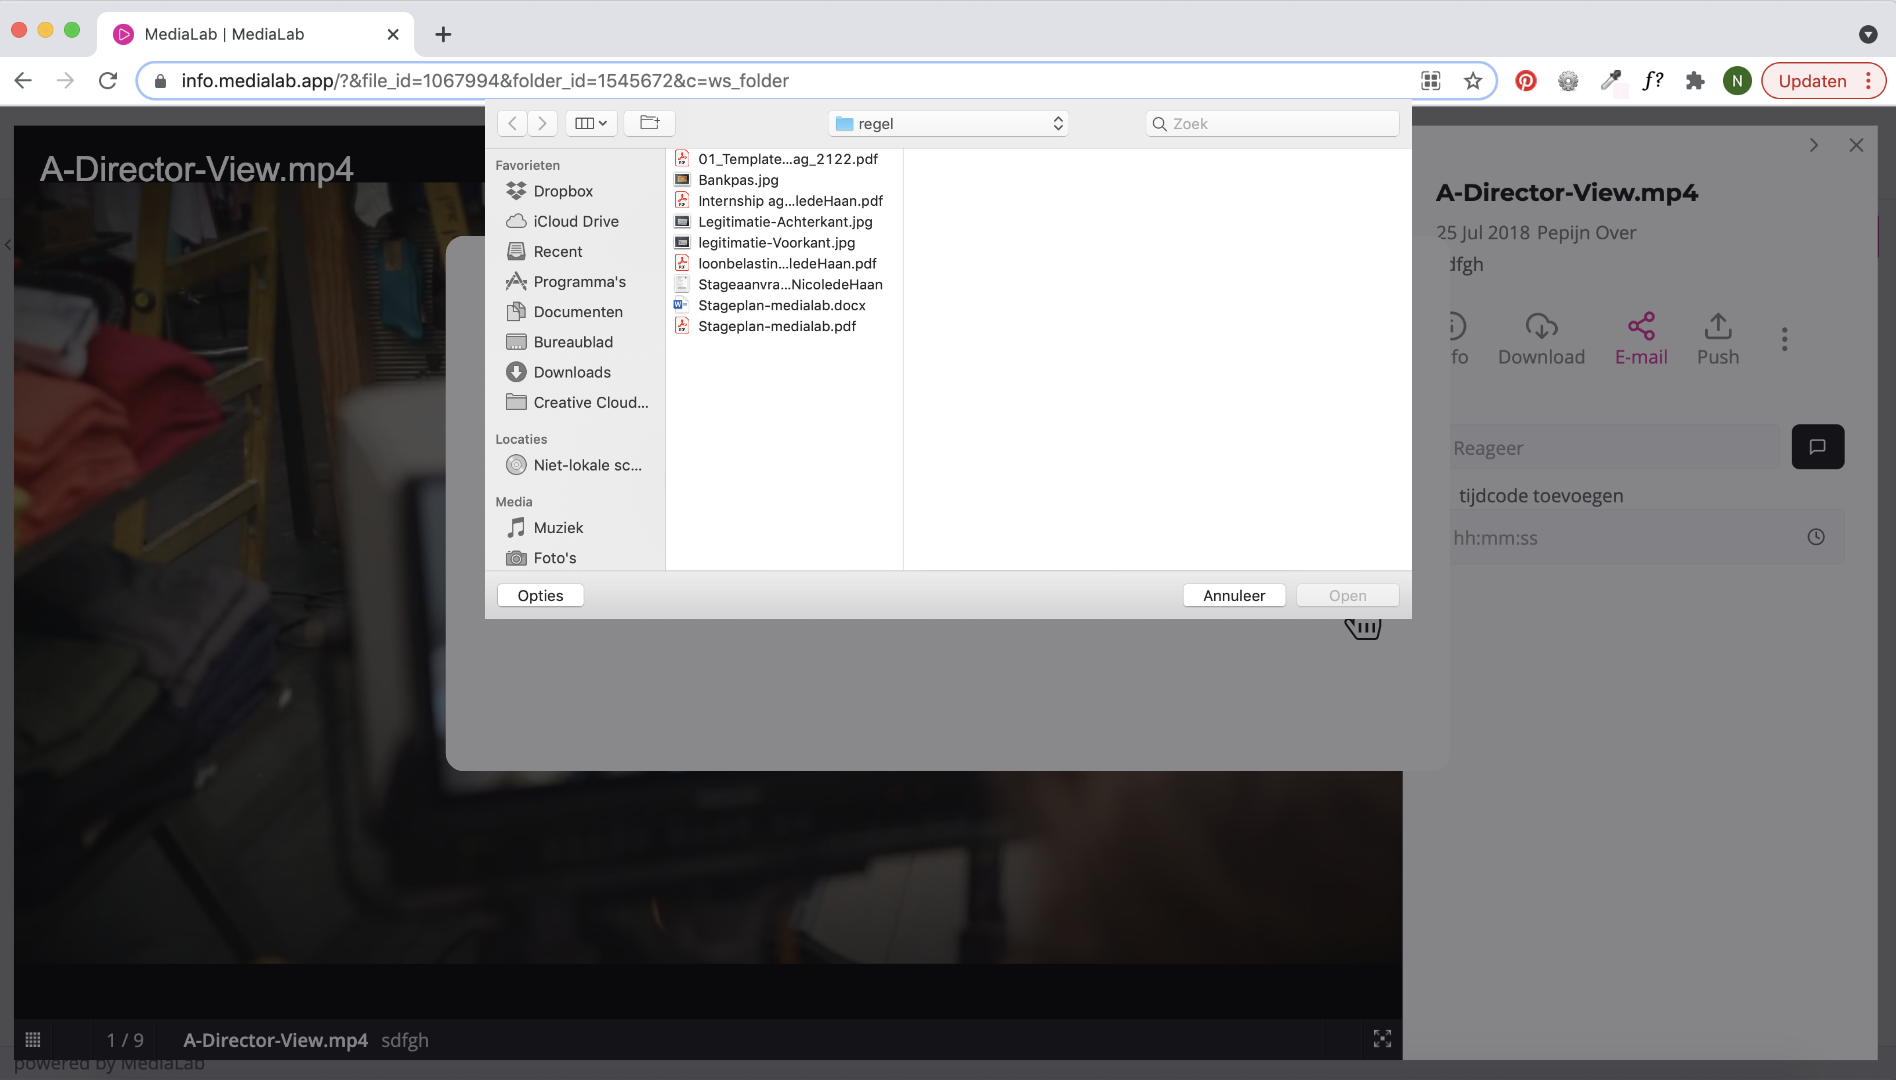 MediaLab | MediaLab
info.medialab.app/?&file_id=1067994&folder_id=1545672&c=ws_folder
f?
N
Updaten
regel
Zoek
A-Director-View.mp4
Favorieten
Dropbox
iCloud Drive
Recent
Programma's
Documenten
Bureaublad
Downloads
Creative Cloud...
Locaties
Niet-lokale sc...
Media
Muziek
Foto's
01_Template...ag_2122.pdf
Bankpas.jpg
Internship ag...ledeHaan.pdf
Legitimatie-Achterkant.jpg
legitimatie-Voorkant.jpg
loonbelastin...ledeHaan.pdf
Stageaanvra...NicoledeHaan
Stageplan-medialab.docx
Stageplan-medialab.pdf
Opties
Annuleer
Open
A-Director-View.mp4
25 Jul 2018 Pepijn Over
dfgh
fo
Download
E-mail
Push
Reageer
tijdcode toevoegen
hh:mm:ss
1 / 9
A-Director-View.mp4 sdfgh
powered by MediaLab